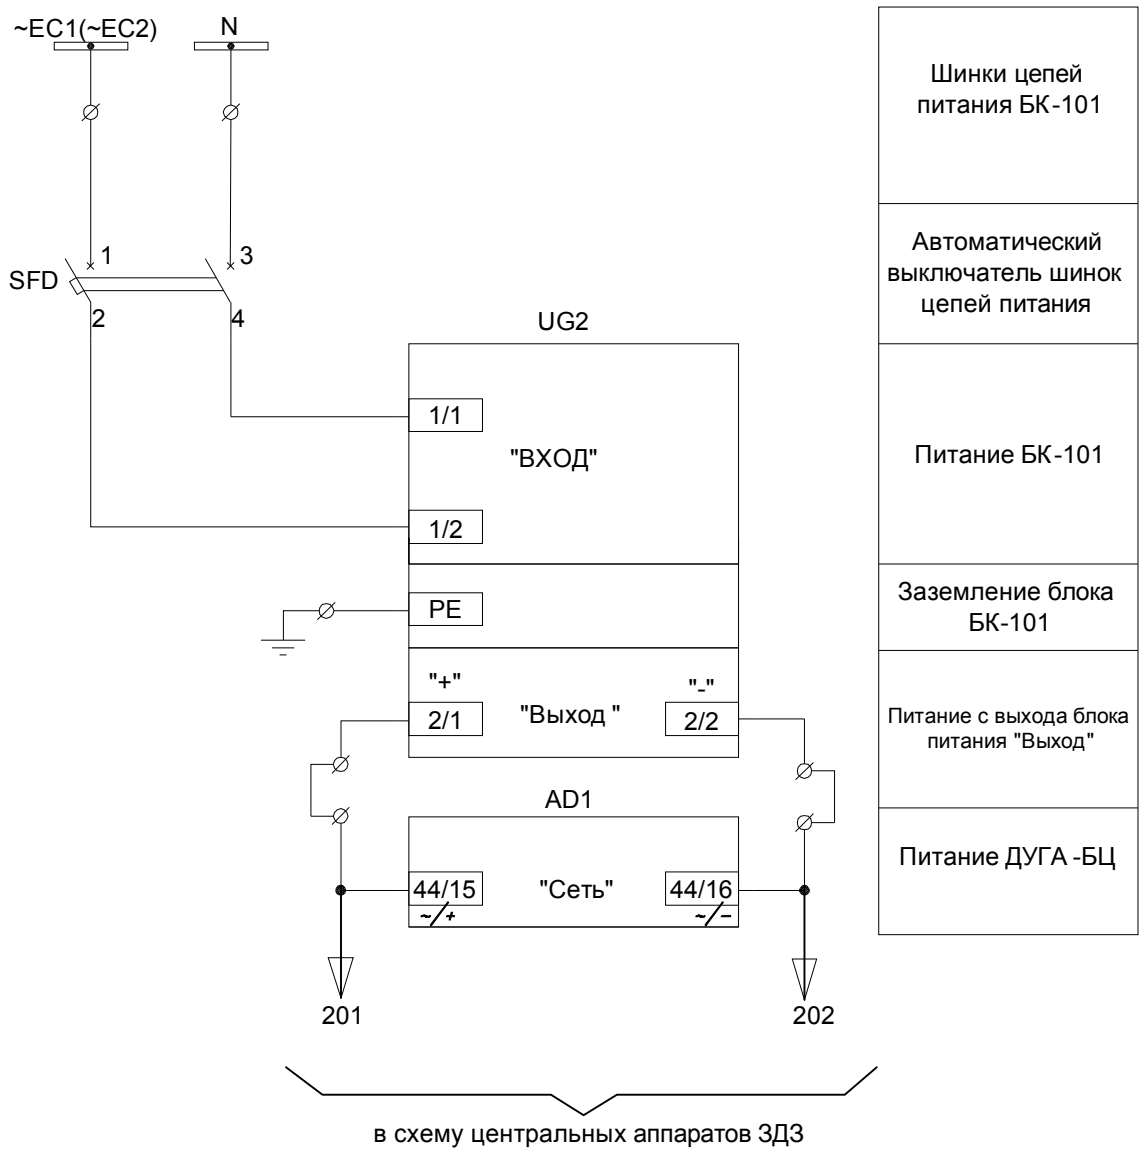 ~EC1(~EC2)
N
SFD
1
3
2
4
UG2
1/1
"ВХОД"
1/2
PE
"+"
"-"
2/1
"Выход "
2/2
AD1
44/15
"Сеть"
44/16
~/+
~/−
201
202
в схему центральных аппаратов ЗДЗ
Шинки цепей
питания БК-101
Автоматический
выключатель шинок
цепей питания
Питание БК-101
Заземление блока
БК-101
Питание с выхода блока
питания "Выход"
Питание ДУГА -БЦ